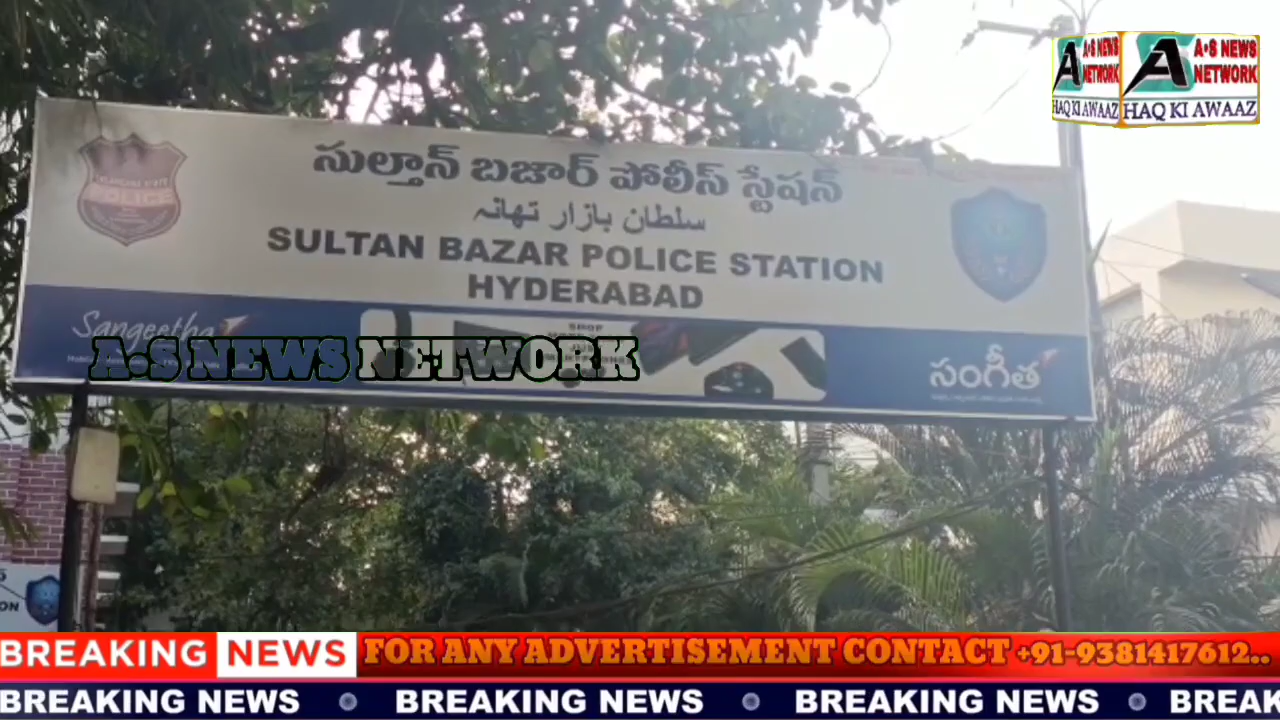 A•S NEWS NETWORK
HAQ KI AWAAZ
A•S NEWS NETWORK
HAQ KI AWAAZ
POLICE
సుల్తాన్ బజార్ పోలీస్ స్టేషన్
سلطان بازار تھانہ
SULTAN BAZAR POLICE STATION
HYDERABAD
Sangeetha
SHOP
A•S NEWS NETWORK
సంగీత
BREAKING NEWS FOR ANY ADVERTISEMENT CONTACT +91-9381417612..
BREAKING NEWS BREAKING NEWS BREAKING NEWS BREAK